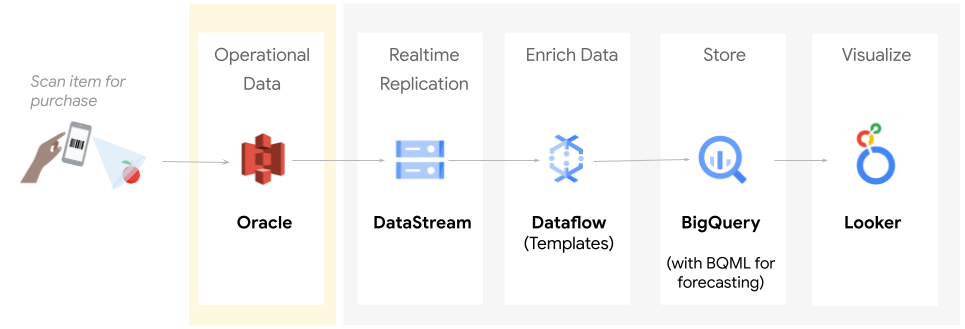 Scan item for
purchase
Operational
Data
Oracle
Realtime
Replication
DataStream
Enrich Data
Dataflow
(Templates)
Store
BigQuery
(with BQML for
forecasting)
Visualize
Looker